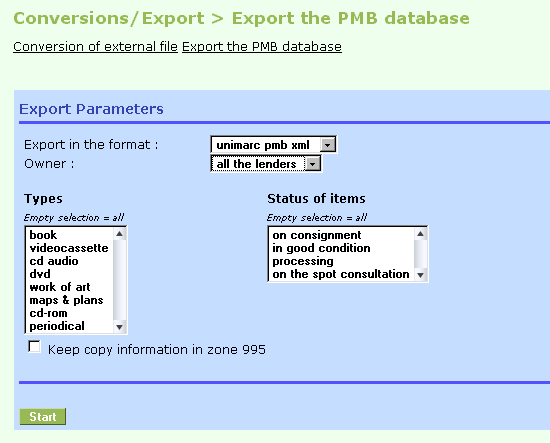 Conversions/Export > Export the PMB database
Conversion of external file Export the PMB database
Export Parameters
Export in the format : unimarc pmb xml
Owner : all the lenders
Types
Empty selection = all
book
videocassette
cd audio
dvd
work of art
maps & plans
cd-rom
periodical
Status of items
Empty selection = all
on consignment
in good condition
processing
on the spot consultation
Keep copy information in zone 995
Start